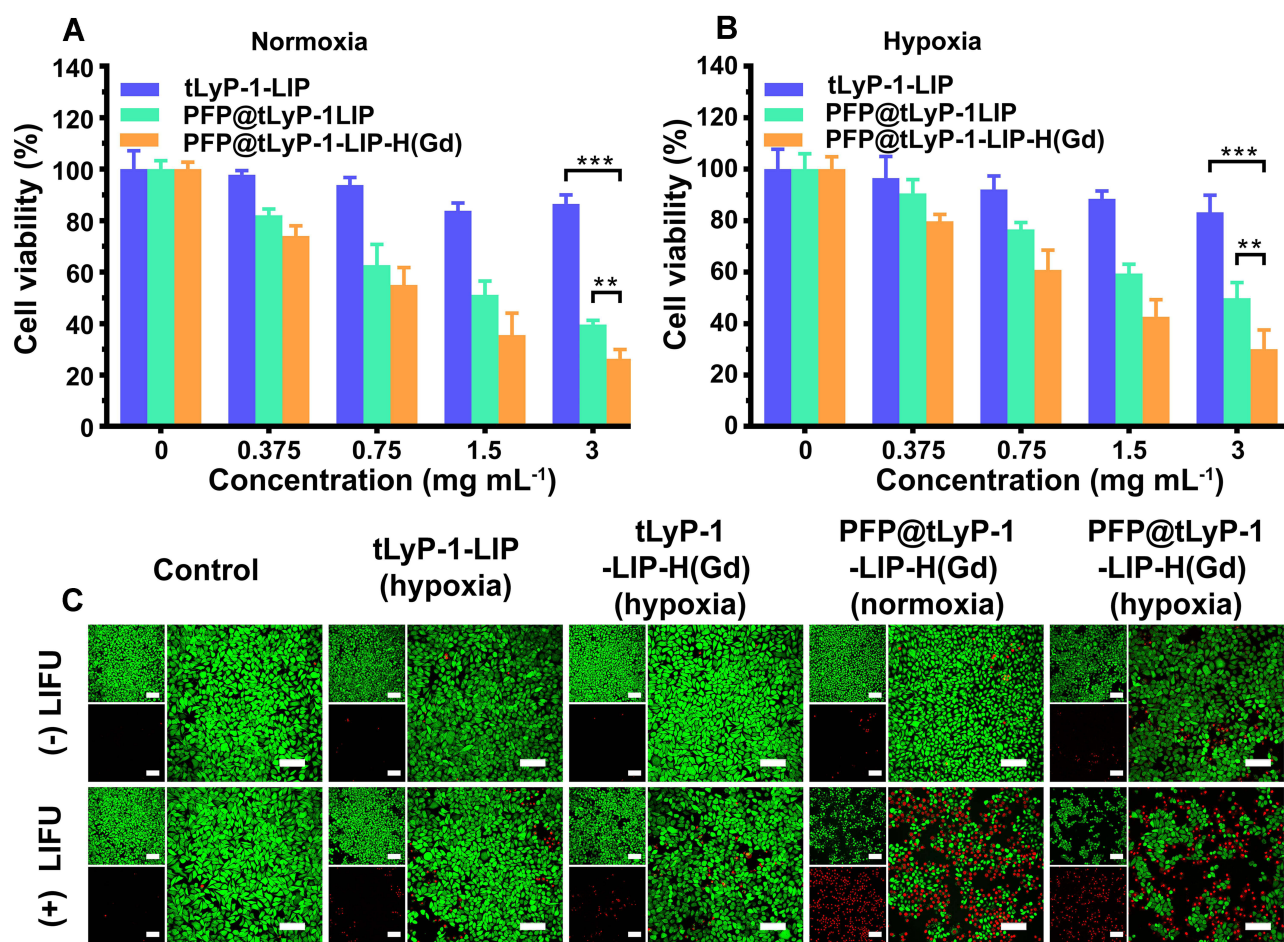 A
Normoxia
140
120
100
80
60
40
20
0
Cell viability (%)
tLyP-1-LIP
PFP@tLyP-1LIP
PFP@tLyP-1-LIP-H(Gd)
***
**
0 0.375 0.75 1.5 3
Concentration (mg mL⁻¹)
B
Hypoxia
140
120
100
80
60
40
20
0
Cell viability (%)
tLyP-1-LIP
PFP@tLyP-1LIP
PFP@tLyP-1-LIP-H(Gd)
***
**
0 0.375 0.75 1.5 3
Concentration (mg mL⁻¹)
C
Control
tLyP-1-LIP
(hypoxia)
tLyP-1
-LIP-H(Gd)
(hypoxia)
PFP@tLyP-1
-LIP-H(Gd)
(normoxia)
PFP@tLyP-1
-LIP-H(Gd)
(hypoxia)
(-) LIFU
(+) LIFU